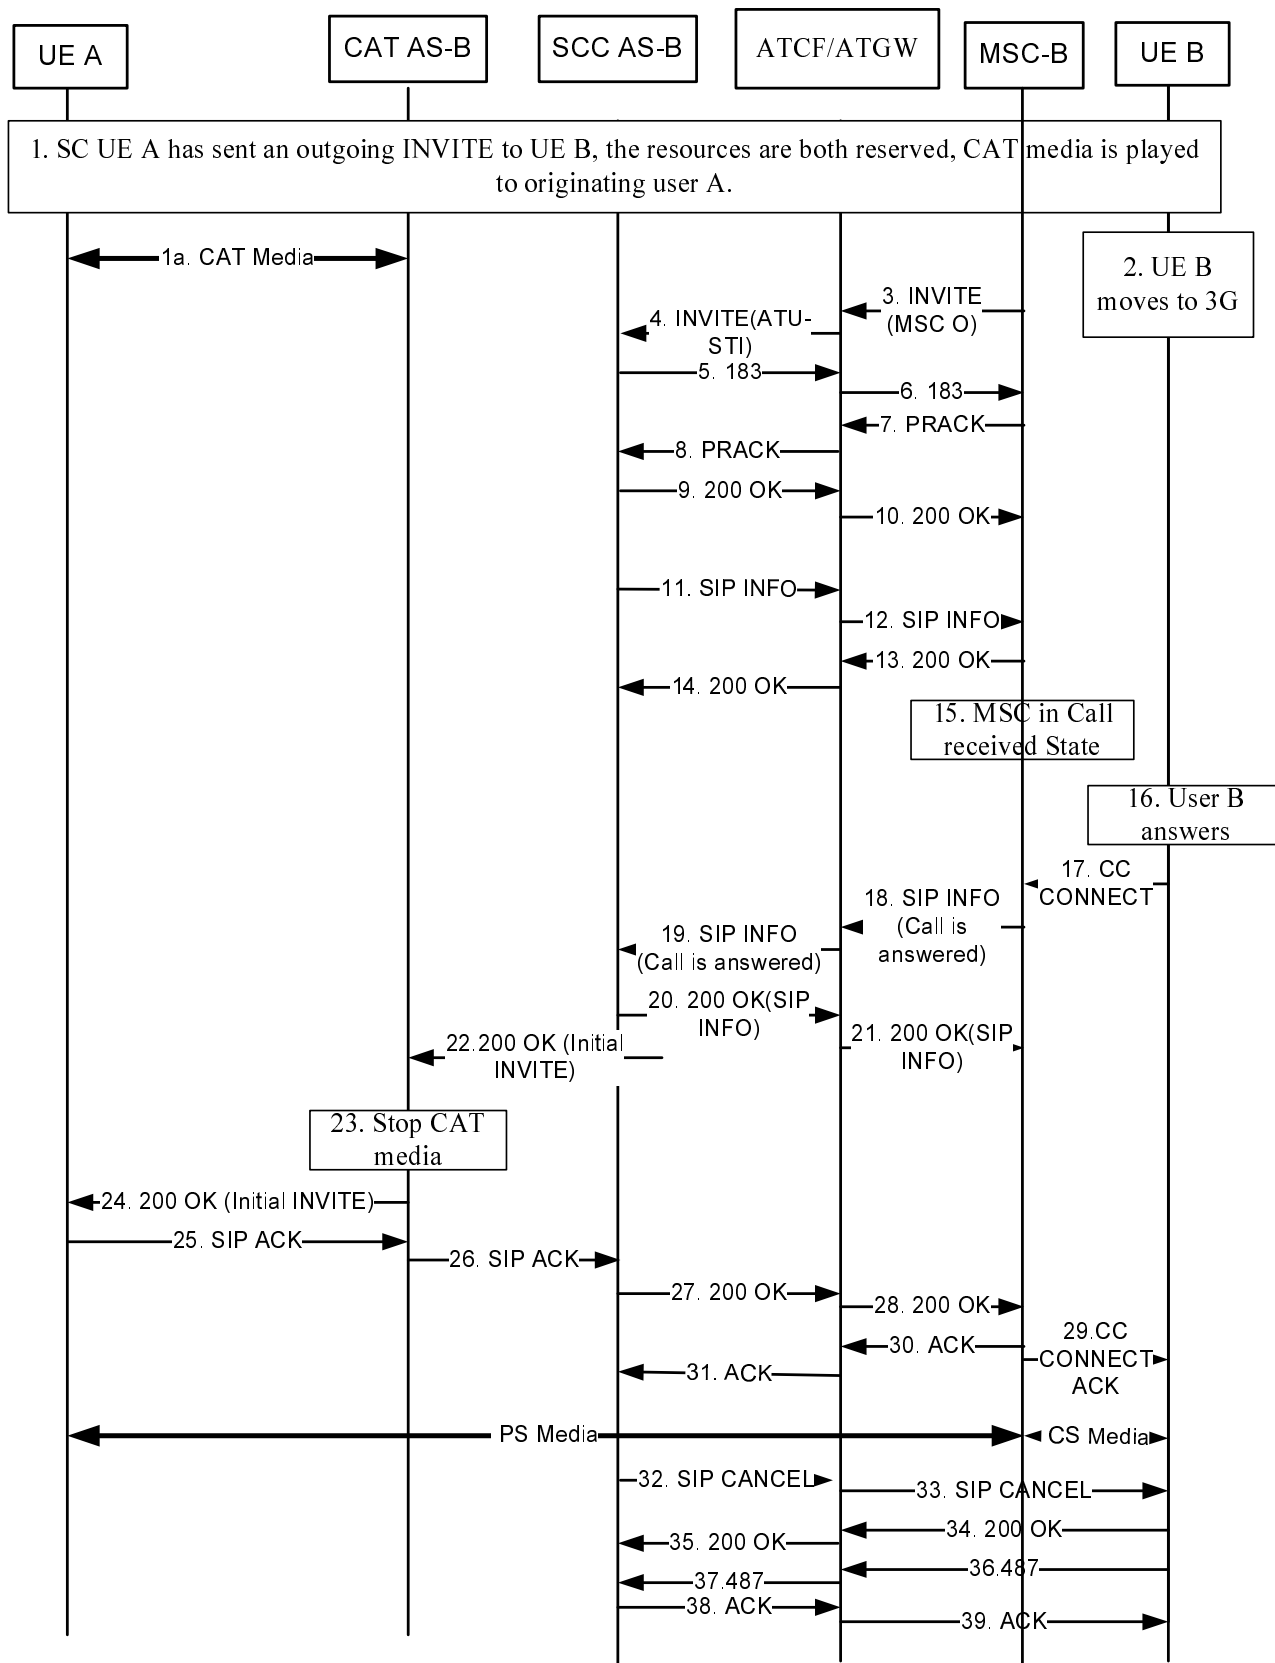 UE A
CAT AS-B
SCC AS-B
ATCF/ATGW
MSC-B
UE B
1. SC UE A has sent an outgoing INVITE to UE B, the resources are both reserved, CAT media is played
to originating user A.
1a. CAT Media
2. UE B
moves to 3G
3. INVITE
(MSC O)
4. INVITE(ATU-
STI)
5. 183
6. 183
7. PRACK
8. PRACK
9. 200 OK
10. 200 OK
11. SIP INFO
12. SIP INFO
13. 200 OK
14. 200 OK
15. MSC in Call
received State
16. User B
answers
17. CC
CONNECT
18. SIP INFO
(Call is
answered)
19. SIP INFO
(Call is answered)
20. 200 OK(SIP
INFO)
21. 200 OK(SIP
INFO)
22.200 OK (Initial
INVITE)
23. Stop CAT
media
24. 200 OK (Initial INVITE)
25. SIP ACK
26. SIP ACK
27. 200 OK
28. 200 OK
29.CC
CONNECT
ACK
30. ACK
31. ACK
PS Media
CS Media
32. SIP CANCEL
33. SIP CANCEL
34. 200 OK
35. 200 OK
36.487
37.487
38. ACK
39. ACK